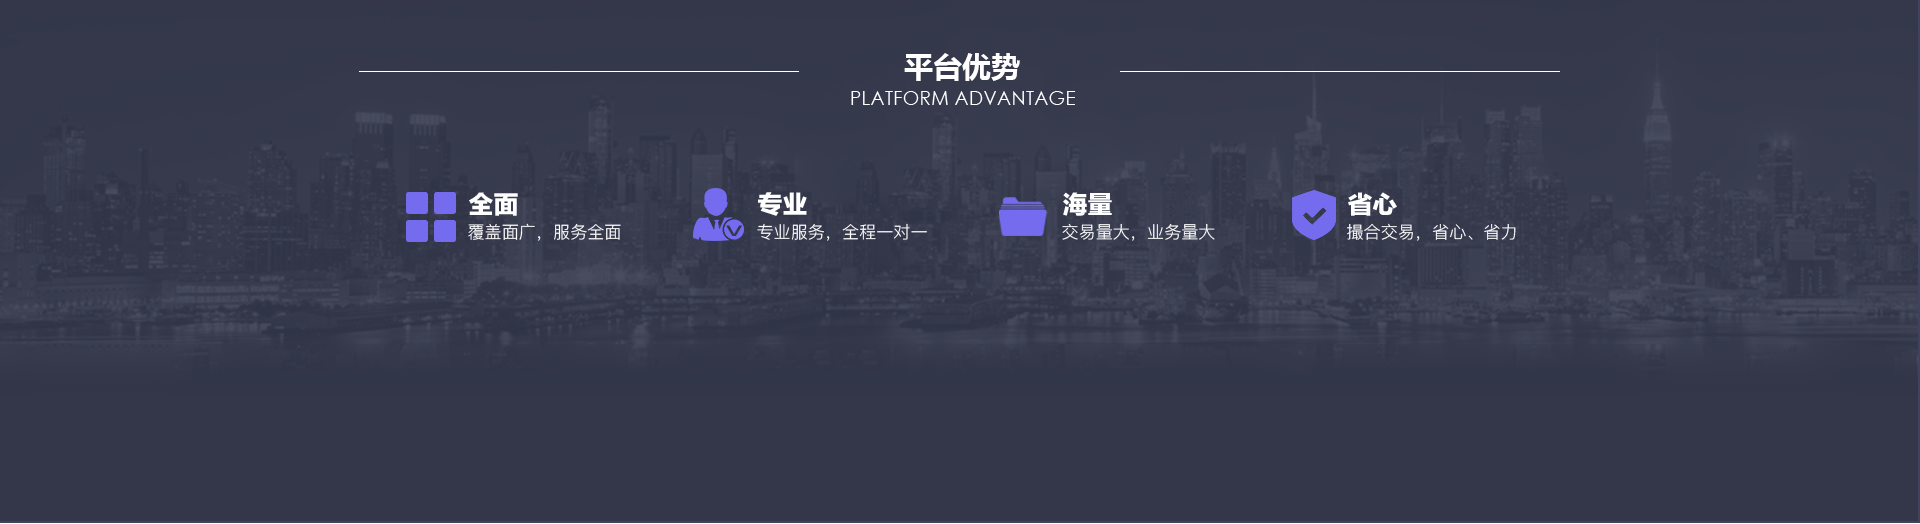 平台优势
PLATFORM ADVANTAGE
全面
覆盖面广，服务全面
专业
专业服务，全程一对一
海量
交易量大，业务量大
省心
撮合交易，省心、省力